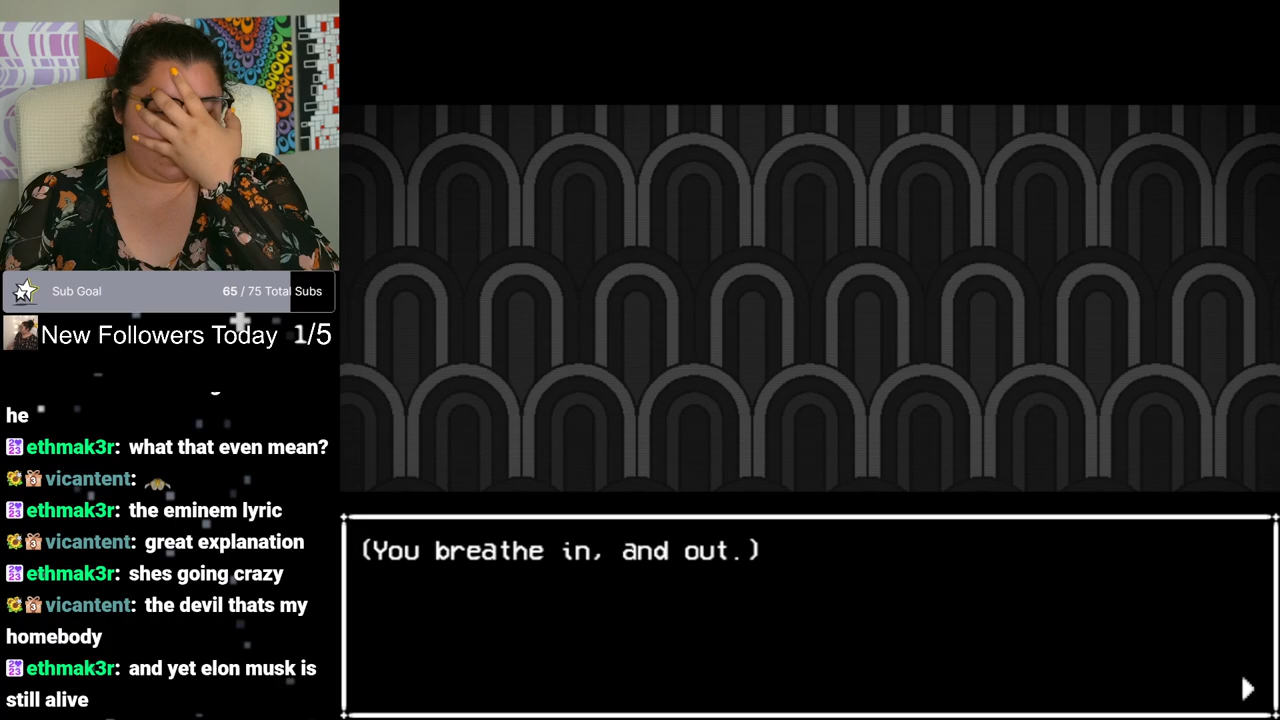 Sub Goal 65 / 75 Total Subs
New Followers Today 1/5
he
ethmak3r: what that even mean?
vicantent:
ethmak3r: the eminem lyric
vicantent: great explanation
ethmak3r: shes going crazy
vicantent: the devil thats my
homebody
ethmak3r: and yet elon musk is
still alive
(You breathe in, and out.)